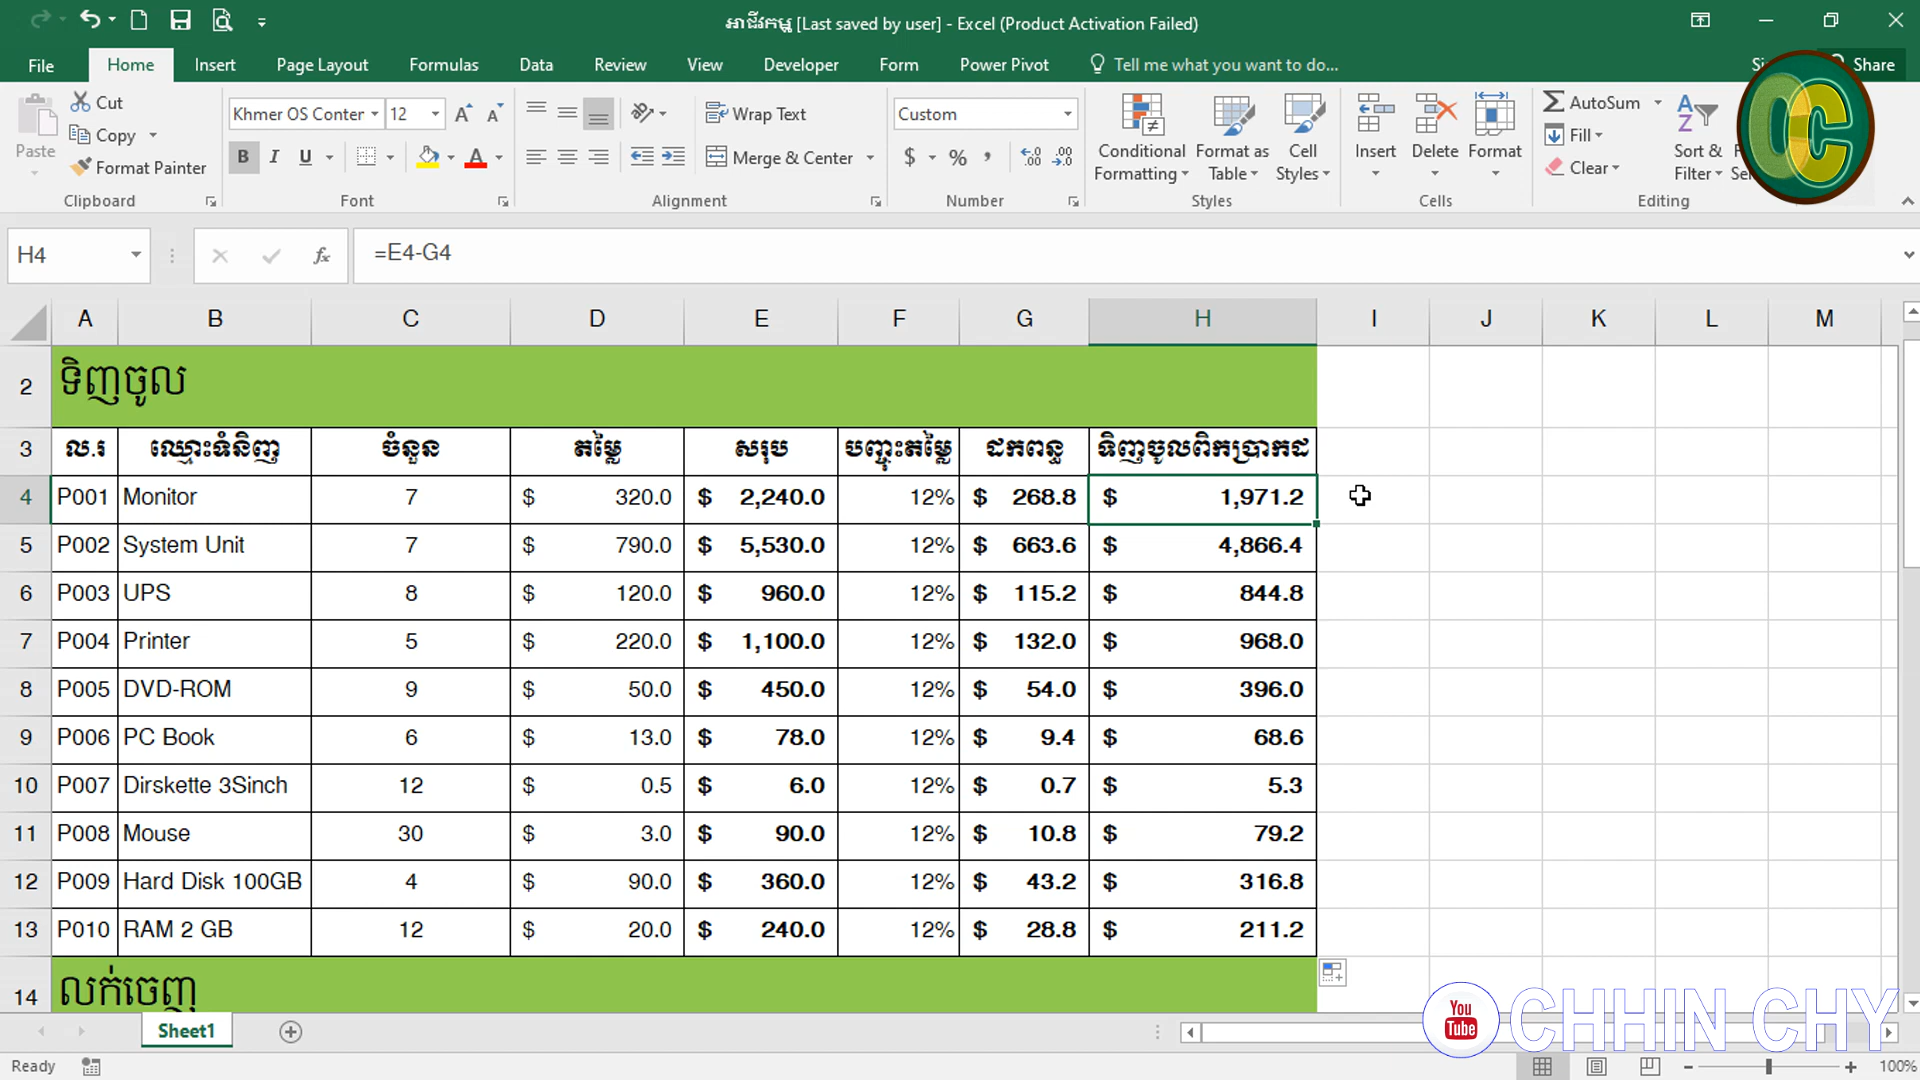 អាជីវកម្ម [Last saved by user] - Excel (Product Activation Failed)
File Home Insert Page Layout Formulas Data Review View Developer Form Power Pivot Tell me what you want to do... Share
Paste Cut Copy Format Painter Clipboard
Khmer OS Conter 12 B I U A Font
Wrap Text Merge & Center Alignment
Custom $ % , Number
Conditional Formatting Format as Table Cell Styles Styles
Insert Delete Format Cells
AutoSum Fill Clear Sort & Filter Editing
H4 fx =E4-G4
A B C D E F G H I J K L M
2 ទិញចូល
3 ល.រ ឈ្មោះទំនិញ ចំនួន តម្លៃ សរុប បញ្ចុះតម្លៃ ដកពន្ធ ទិញចូលពិកប្រាកដ
4 P001 Monitor 7 $ 320.0 $ 2,240.0 12% $ 268.8 $ 1,971.2
5 P002 System Unit 7 $ 790.0 $ 5,530.0 12% $ 663.6 $ 4,866.4
6 P003 UPS 8 $ 120.0 $ 960.0 12% $ 115.2 $ 844.8
7 P004 Printer 5 $ 220.0 $ 1,100.0 12% $ 132.0 $ 968.0
8 P005 DVD-ROM 9 $ 50.0 $ 450.0 12% $ 54.0 $ 396.0
9 P006 PC Book 6 $ 13.0 $ 78.0 12% $ 9.4 $ 68.6
10 P007 Dirskette 3Sinch 12 $ 0.5 $ 6.0 12% $ 0.7 $ 5.3
11 P008 Mouse 30 $ 3.0 $ 90.0 12% $ 10.8 $ 79.2
12 P009 Hard Disk 100GB 4 $ 90.0 $ 360.0 12% $ 43.2 $ 316.8
13 P010 RAM 2 GB 12 $ 20.0 $ 240.0 12% $ 28.8 $ 211.2
14 លក់ចេញ
Sheet1
You Tube CHHIN CHY
Ready 100%